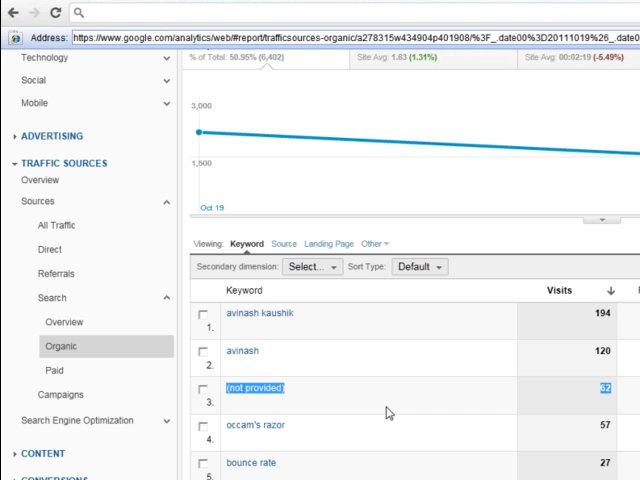 Address: https://www.google.com/analytics/web/#report/trafficsources-organic/a278315w434904p401908/%3F_.date00%3D20111019%26_.date0
Technology
% of Total: 50.95% (6,402)
Site Avg: 1.63 (1.31%)
Site Avg: 00:02:19 (-5.49%)
Social
Mobile
ADVERTISING
TRAFFIC SOURCES
Overview
Sources
All Traffic
Direct
Referrals
Search
Overview
Organic
Paid
Campaigns
Search Engine Optimization
CONTENT
CONVERSIONS
3,000
1,500
Oct 19
Viewing: Keyword Source Landing Page Other
Secondary dimension: Select... Sort Type: Default
Keyword Visits
1. avinash kaushik 194
2. avinash 120
3. (not provided) 62
4. occam's razor 57
5. bounce rate 27